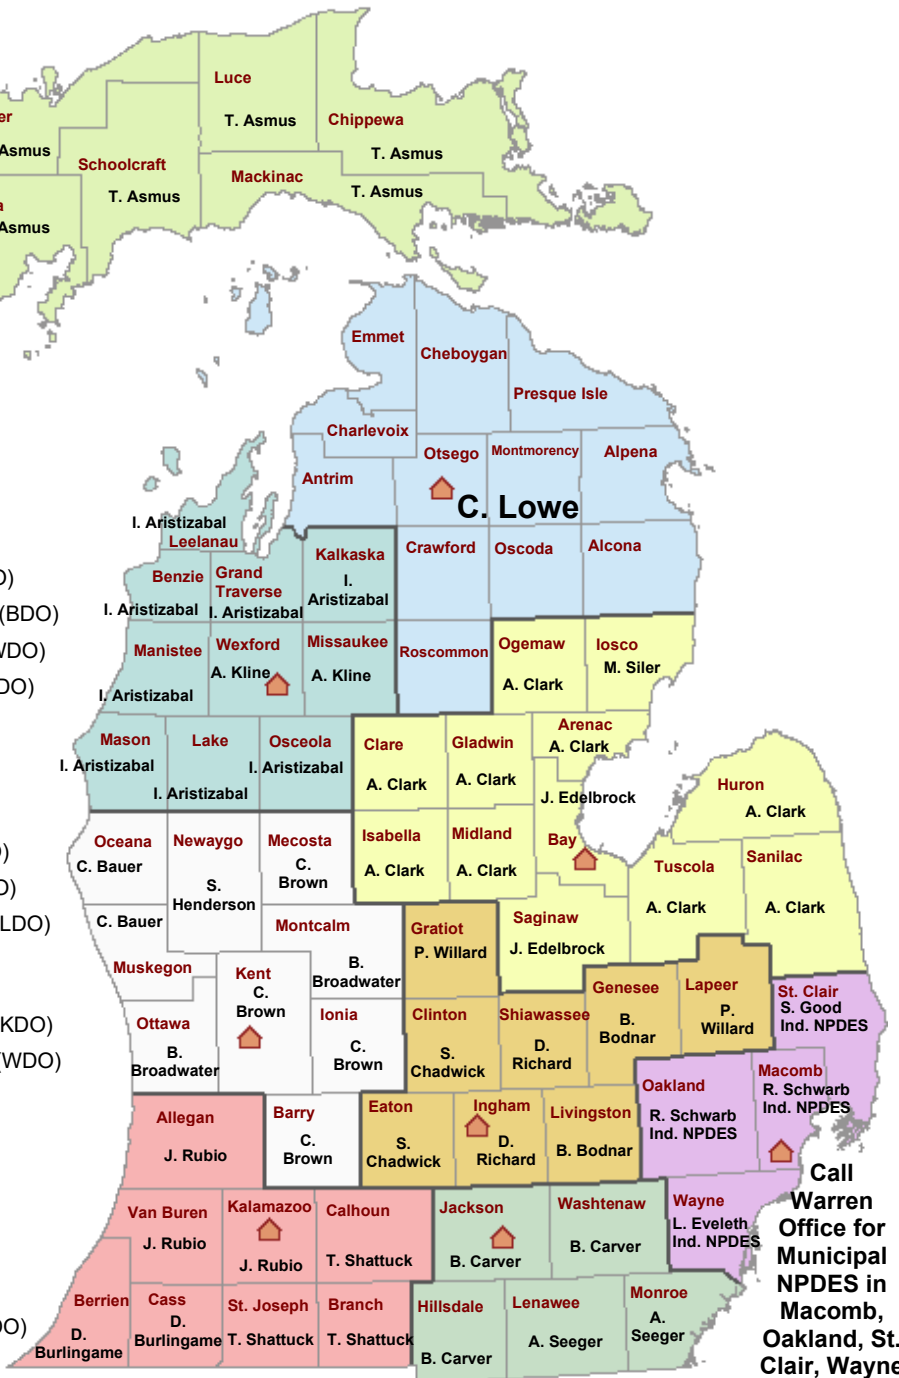 Luce
T. Asmus
Chippewa
T. Asmus
er
Asmus
Schoolcraft
T. Asmus
Mackinac
T. Asmus
a
Asmus
Emmet
Cheboygan
Presque Isle
Charlevoix
Otsego
Montmorency
Alpena
Antrim
C. Lowe
I. Aristizabal
Leelanau
Crawford
Oscoda
Alcona
Kalkaska
I.
Aristizabal
Benzie
I. Aristizabal
Grand
Traverse
I. Aristizabal
O)
(BDO)
WDO)
DO)
Manistee
I. Aristizabal
Wexford
A. Kline
Missaukee
A. Kline
Roscommon
Ogemaw
A. Clark
Iosco
M. Siler
Mason
I. Aristizabal
Lake
I. Aristizabal
Osceola
I. Aristizabal
Clare
A. Clark
Gladwin
A. Clark
Arenac
A. Clark
J. Edelbrock
Bay
Huron
A. Clark
Oceana
C. Bauer
Newaygo
S.
Henderson
Mecosta
C.
Brown
Isabella
A. Clark
Midland
A. Clark
Tuscola
A. Clark
Sanilac
A. Clark
O)
O)
LDO)
C. Bauer
Muskegon
Montcalm
B.
Broadwater
Gratiot
P. Willard
Saginaw
J. Edelbrock
Kent
C.
Brown
Ionia
C.
Brown
Clinton
S.
Chadwick
Shiawassee
D.
Richard
Genesee
B.
Bodnar
Lapeer
P.
Willard
St. Clair
S. Good
Ind. NPDES
KDO)
WDO)
Ottawa
B.
Broadwater
Oakland
R. Schwarb
Ind. NPDES
Macomb
R. Schwarb
Ind. NPDES
Allegan
J. Rubio
Barry
C.
Brown
Eaton
S.
Chadwick
Ingham
D.
Richard
Livingston
B. Bodnar
Call
Warren
Office for
Municipal
NPDES in
Macomb,
Oakland, St.
Clair, Wayne
Van Buren
J. Rubio
Kalamazoo
J. Rubio
Calhoun
T. Shattuck
Jackson
B. Carver
Washtenaw
B. Carver
Wayne
L. Eveleth
Ind. NPDES
Berrien
D.
Burlingame
Cass
D.
Burlingame
St. Joseph
T. Shattuck
Branch
T. Shattuck
Hillsdale
B. Carver
Lenawee
A. Seeger
Monroe
A.
Seeger
DO)